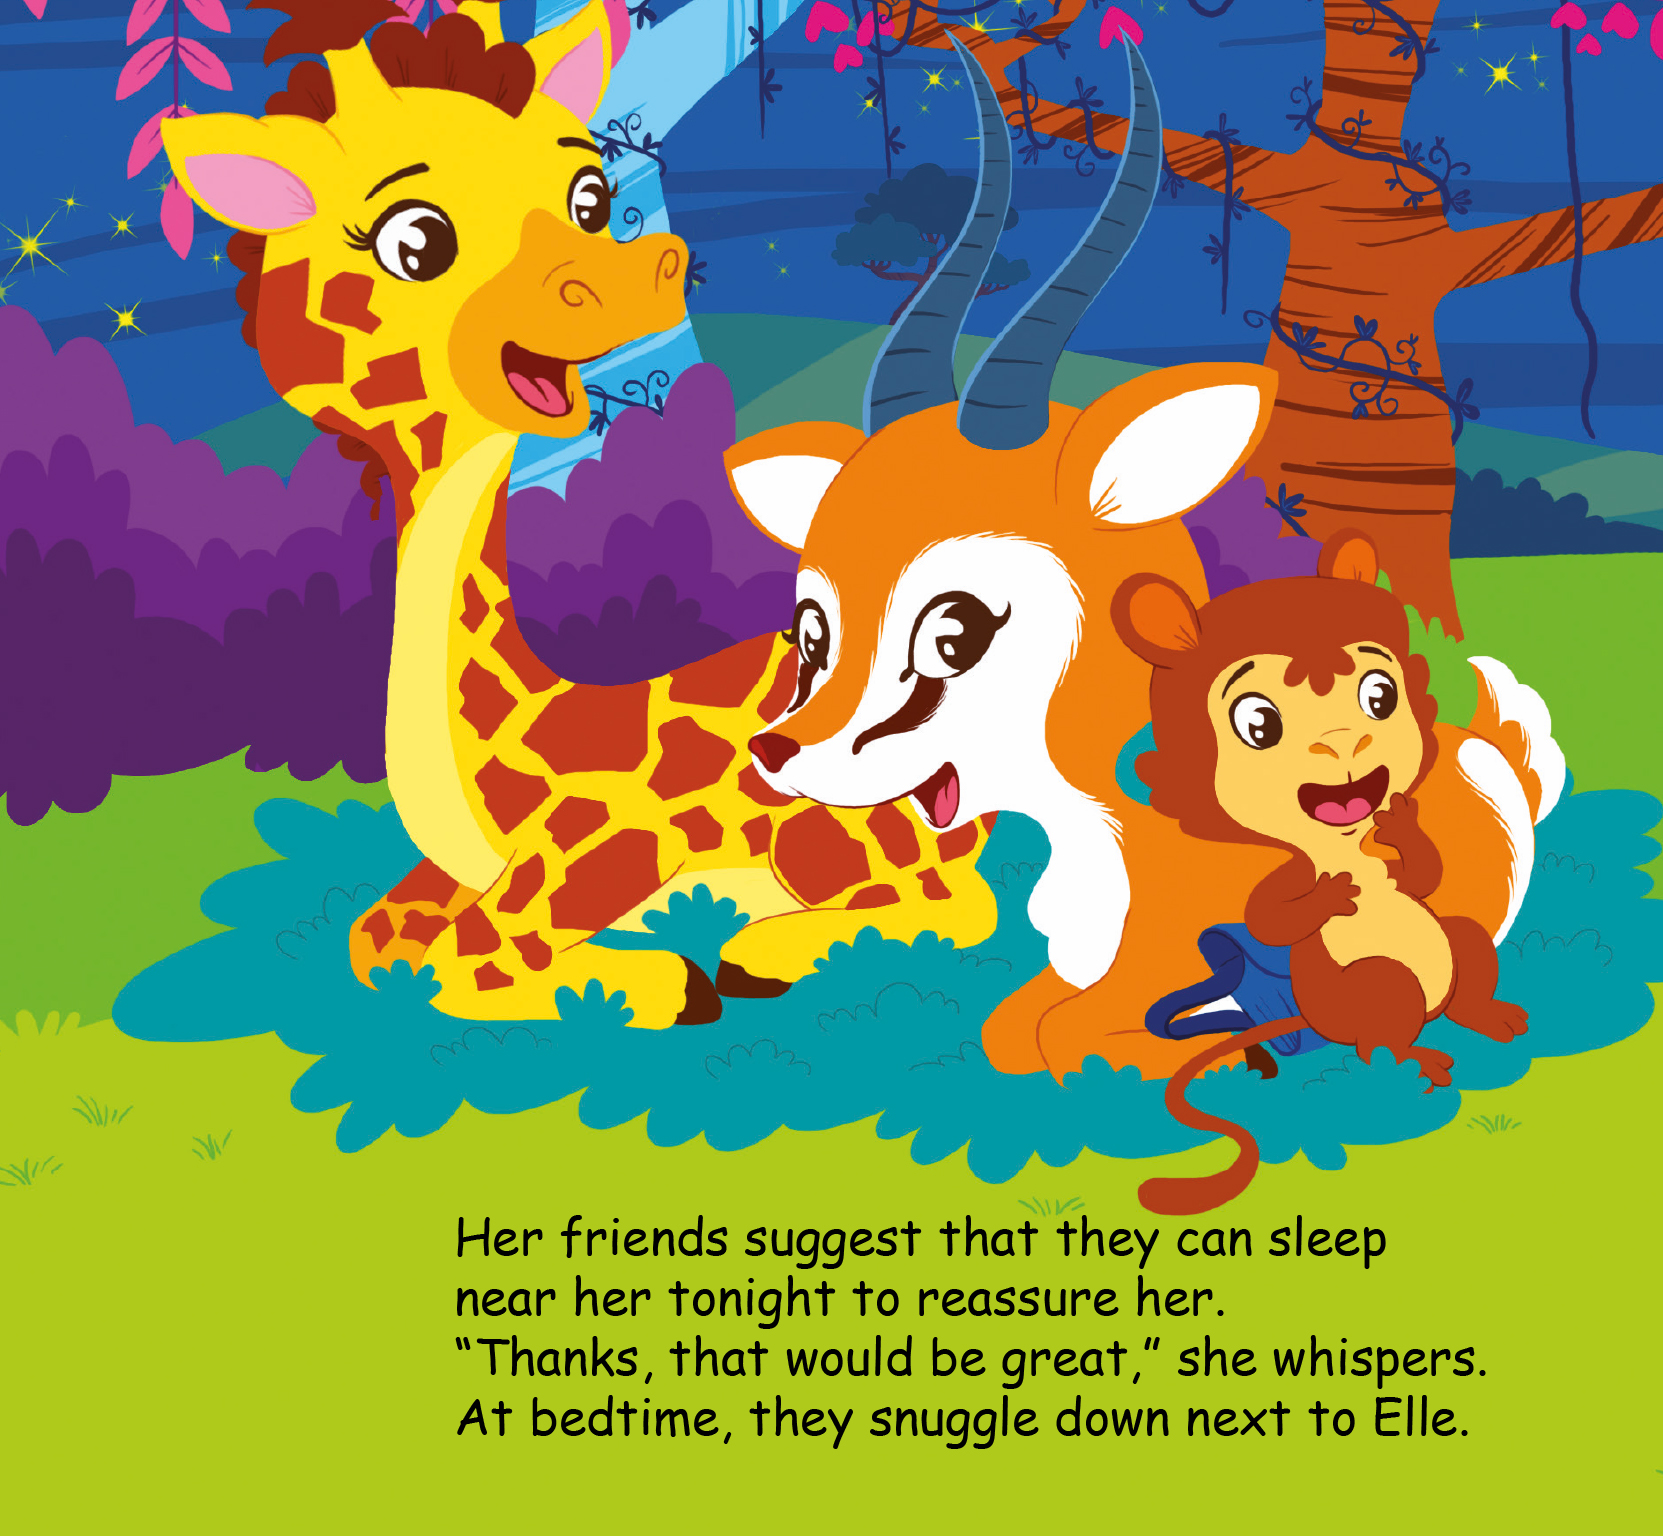 Her friends suggest that they can sleep
near her tonight to reassure her.
“Thanks, that would be great,” she whispers.
At bedtime, they snuggle down next to Elle.